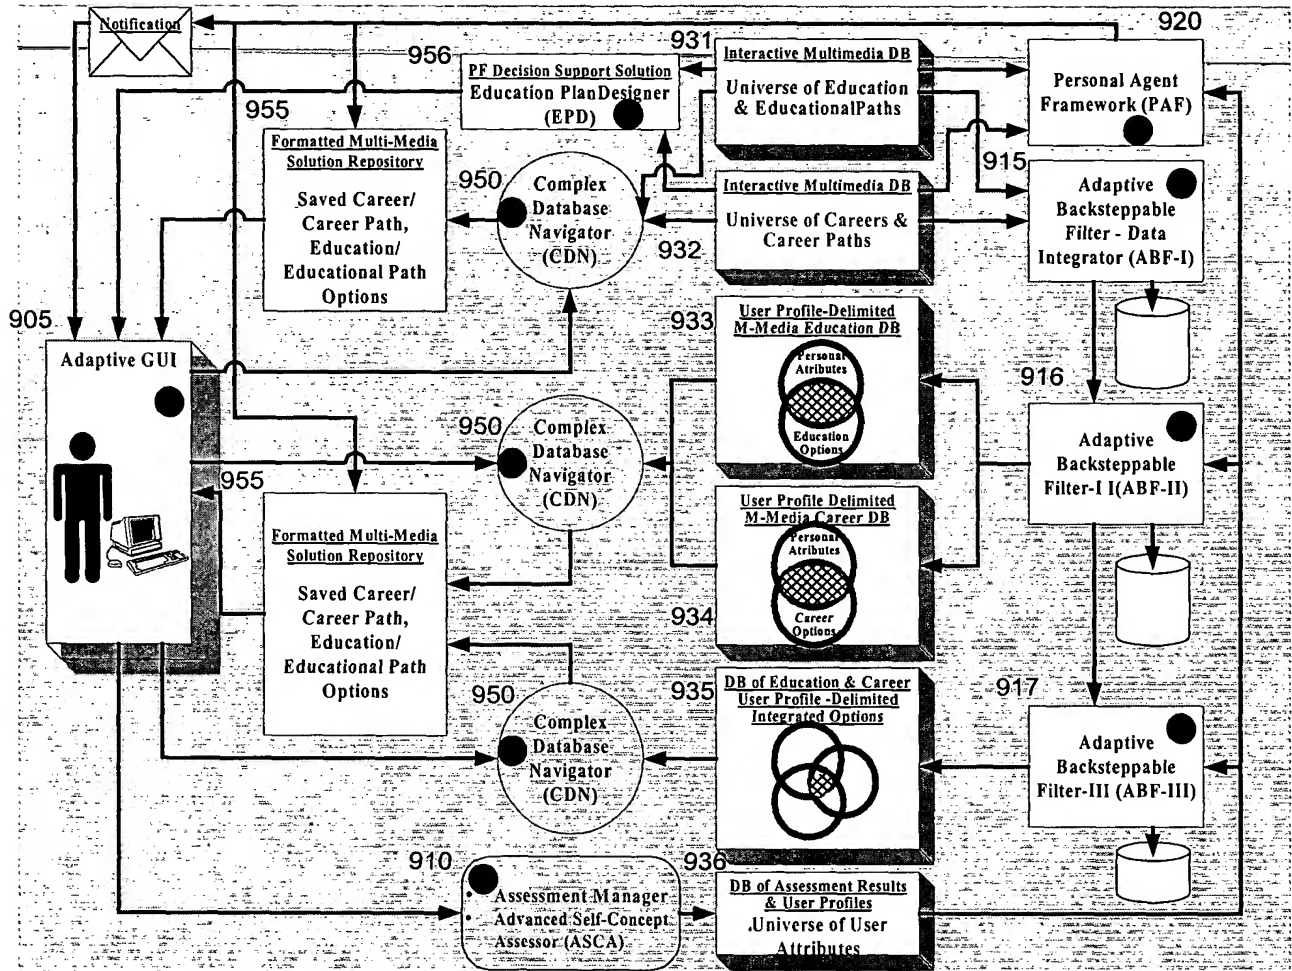 Notification
920
931
956
Interactive Multimedia DB
Universe of Education
& EducationalPaths
PF Decision Support Solution
Education PlanDesigner
(EPD)
Personal Agent
Framework (PAF)
955
Formatted Multi-Media
Solution Repository
Saved Career/
Career Path,
Education/
Educational Path
Options
950
Complex
Database
Navigator
(CDN)
Interactive Multimedia DB
Universe of Careers &
Career Paths
932
915
Adaptive
Backsteppable
Filter - Data
Integrator (ABF-I)
905
Adaptive GUI
933
User Profile-Delimited
M-Media Education DB
Personal
Atributes
Education
Options
916
950
Complex
Database
Navigator
(CDN)
Adaptive
Backsteppable
Filter-I I(ABF-II)
955
Formatted Multi-Media
Solution Repository
Saved Career/
Career Path,
Education/
Educational Path
Options
User Profile Delimited
M-Media Career DB
Personal
Atributes
Career
Options
934
917
950
Complex
Database
Navigator
(CDN)
935
DB of Education & Career
User Profile -Delimited
Integrated Options
Adaptive
Backsteppable
Filter-III (ABF-III)
910
• Assessment Manager
• Advanced Self-Concept
Assessor (ASCA)
936
DB of Assessment Results
& User Profiles
.Universe of User
Attributes